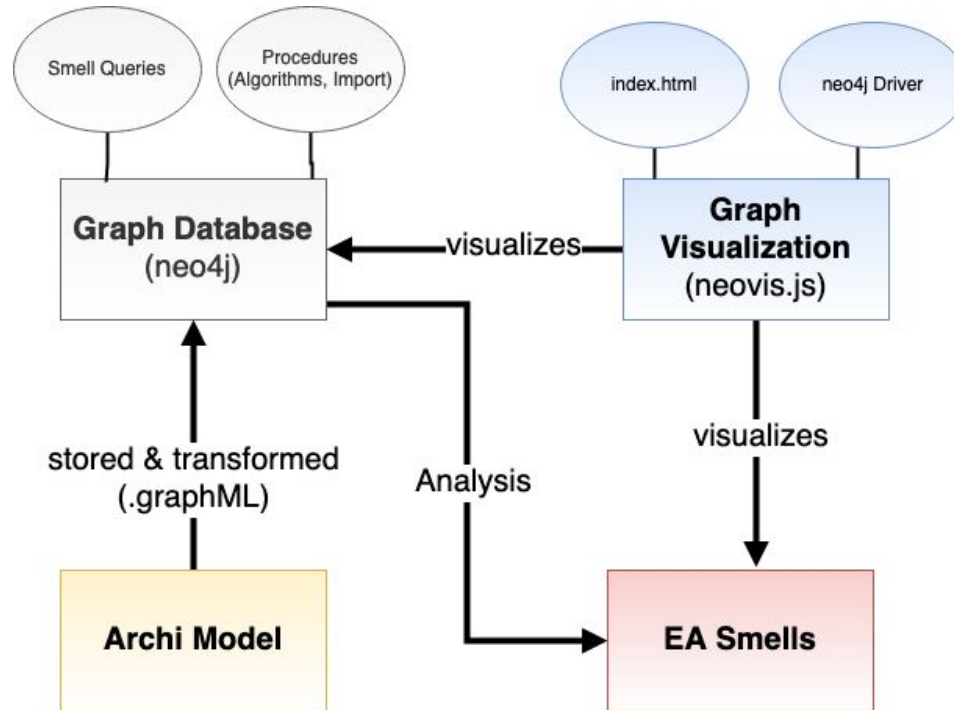 Smell Queries
Procedures
(Algorithms, Import)
index.html
neo4j Driver
Graph Database
(neo4j)
visualizes
Graph
Visualization
(neovis.js)
stored & transformed
(.graphML)
Analysis
visualizes
Archi Model
EA Smells